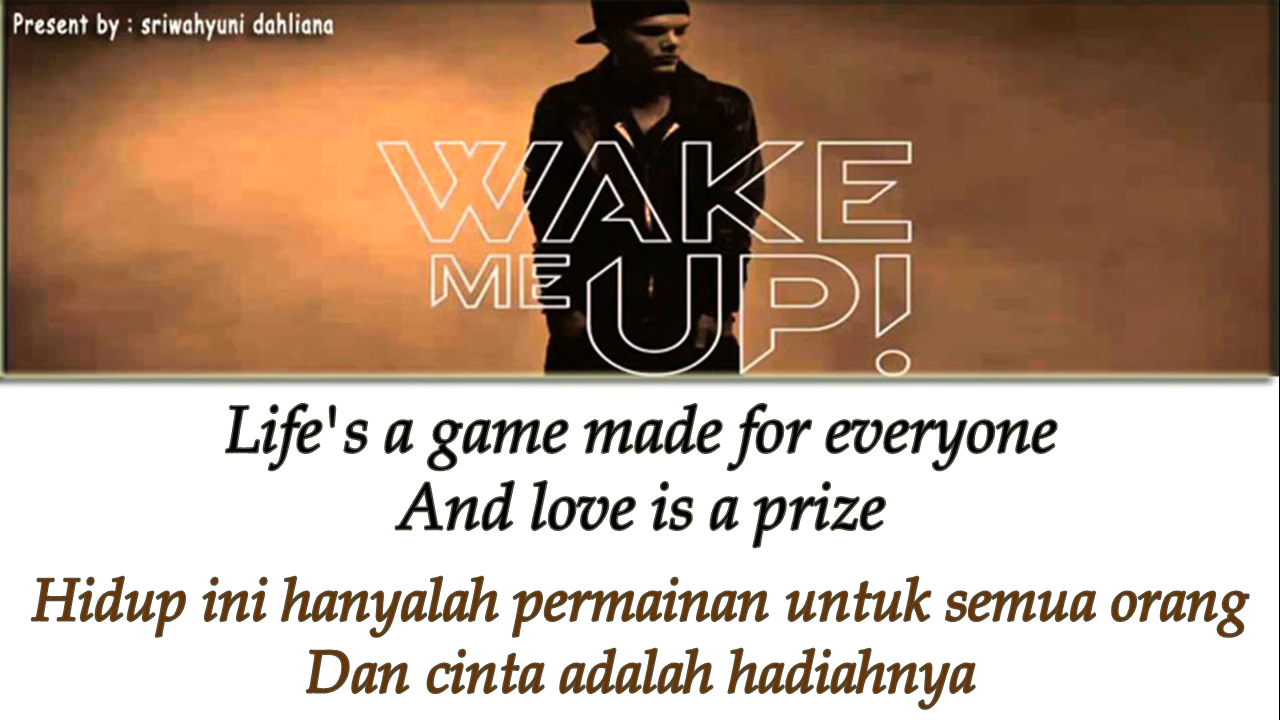 Present by : sriwahyuni dahliana
WAKE
ME UP!
Life's a game made for everyone
And love is a prize
Hidup ini hanyalah permainan untuk semua orang
Dan cinta adalah hadiahnya